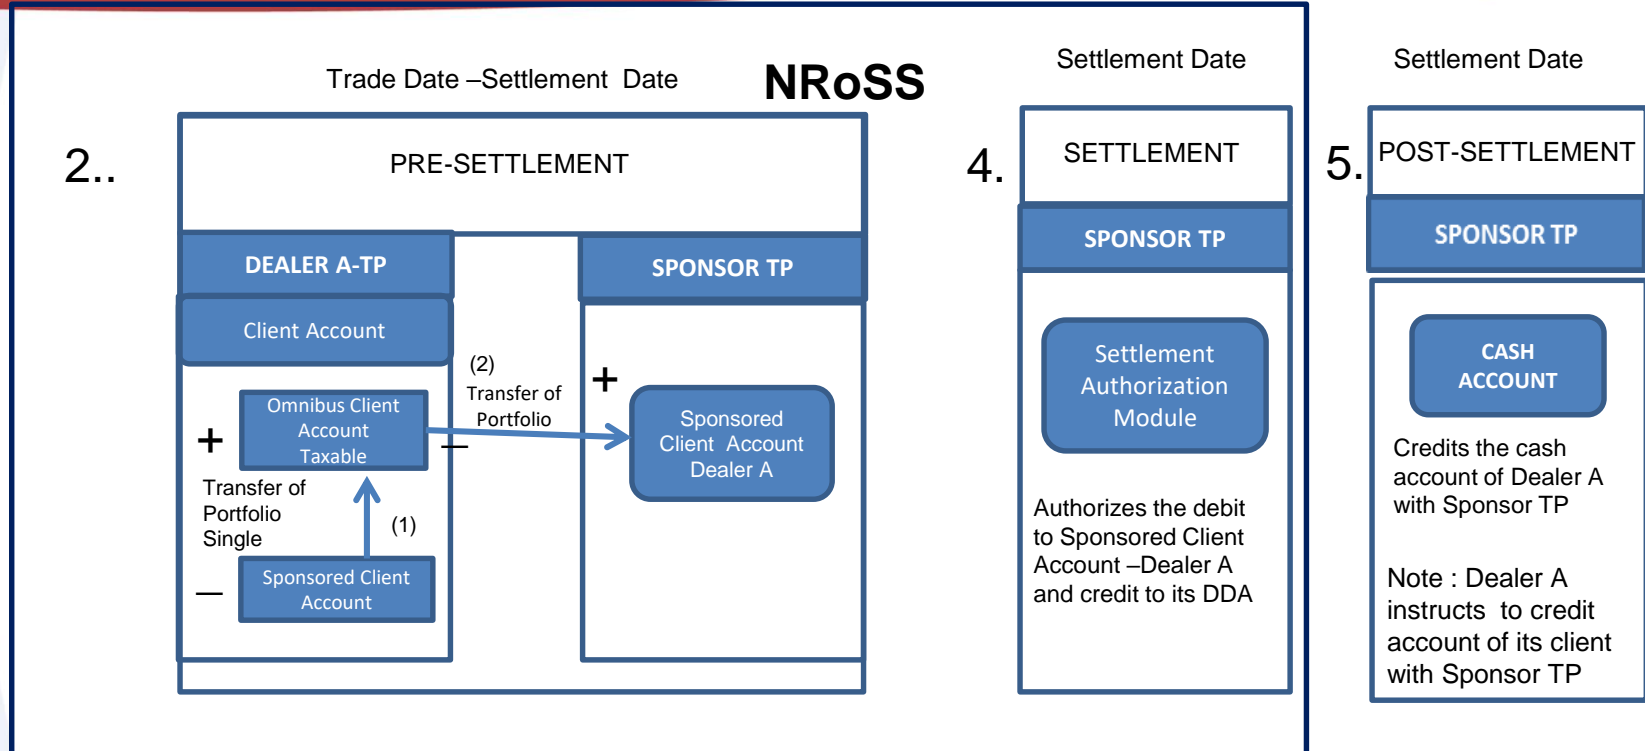 Trade Date –Settlement  Date
NRoSS
2..
PRE-SETTLEMENT
DEALER A-TP
SPONSOR TP
Client Account
(2)
Transfer of
Portfolio
+
Omnibus Client
Account
Taxable
+
–
Sponsored
Client  Account
Dealer A
Transfer of
Portfolio
Single
(1)
–
Sponsored Client
Account
Settlement Date
4.
SETTLEMENT
SPONSOR TP
Settlement
Authorization
Module
Authorizes the debit
to Sponsored Client
Account –Dealer A
and credit to its DDA
Settlement Date
5.
POST-SETTLEMENT
SPONSOR TP
CASH
ACCOUNT
Credits the cash
account of Dealer A
with Sponsor TP
Note : Dealer A
instructs  to credit
account of its client
with Sponsor TP